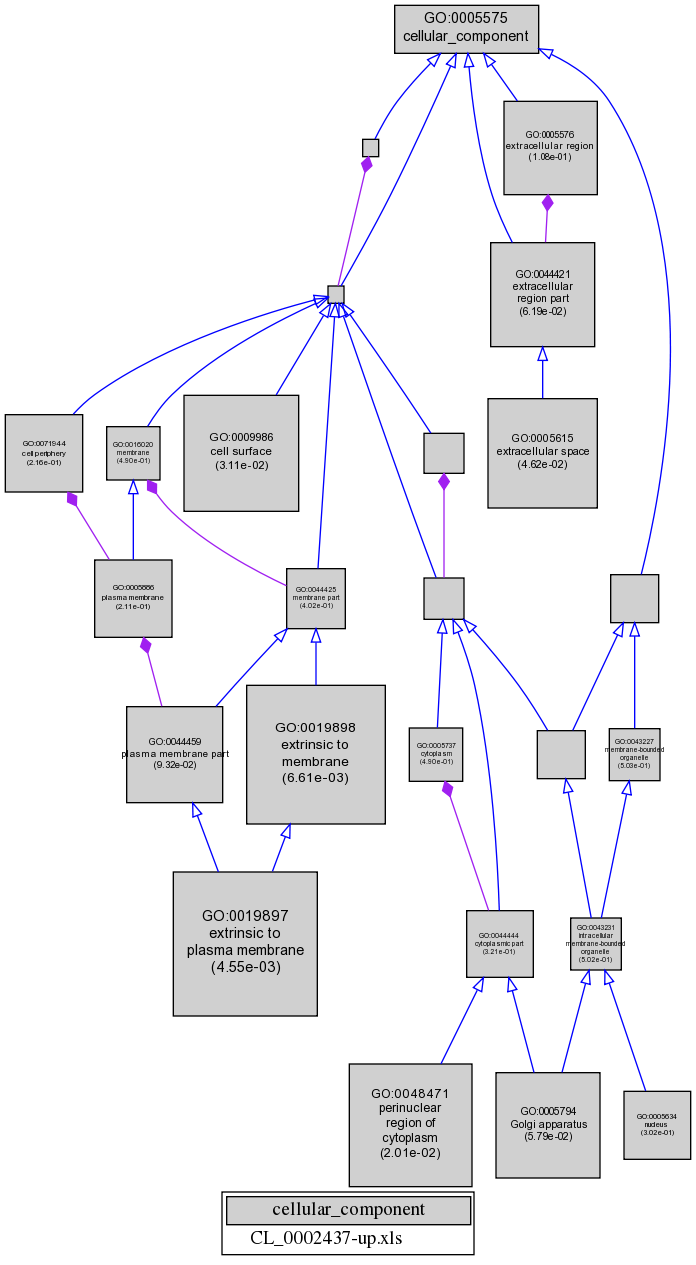 GO:0005575
cellular_component
GO:0005576
extracellular region
(1.08e-01)
GO:0044421
extracellular
region part
(6.19e-02)
GO:0071944
cell periphery
(2.16e-01)
GO:0016020
membrane
(4.90e-01)
GO:0009986
cell surface
(3.11e-02)
GO:0005615
extracellular space
(4.62e-02)
GO:0005886
plasma membrane
(2.11e-01)
GO:0044425
membrane part
(4.02e-01)
GO:0044459
plasma membrane part
(9.32e-02)
GO:0019898
extrinsic to
membrane
(6.61e-03)
GO:0005737
cytoplasm
(4.90e-01)
GO:0043227
membrane-bounded
organelle
(5.03e-01)
GO:0019897
extrinsic to
plasma membrane
(4.55e-03)
GO:0044444
cytoplasmic part
(3.21e-01)
GO:0043231
intracellular
membrane-bounded
organelle
(5.02e-01)
GO:0048471
perinuclear
region of
cytoplasm
(2.01e-02)
GO:0005794
Golgi apparatus
(5.79e-02)
GO:0005634
nucleus
(3.02e-01)
cellular_component
CL_0002437-up.xls